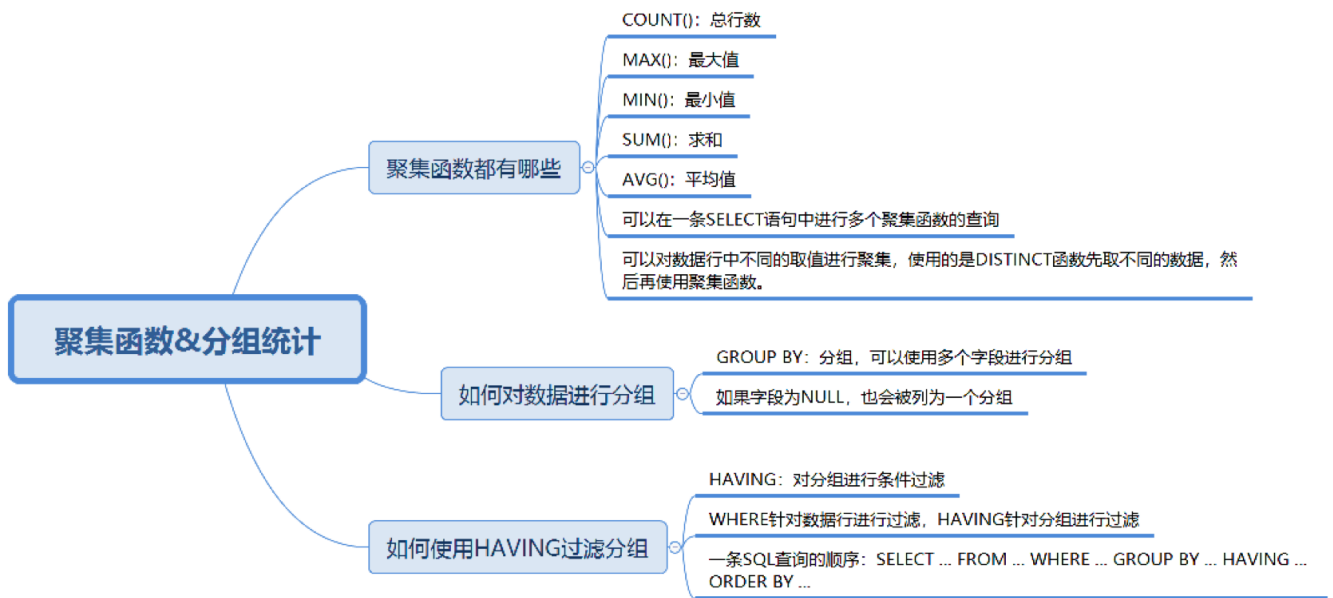 聚集函数&分组统计
聚集函数都有哪些
COUNT()：总行数
MAX()：最大值
MIN()：最小值
SUM()：求和
AVG()：平均值
可以在一条SELECT语句中进行多个聚集函数的查询
可以对数据行中不同的取值进行聚集，使用的是DISTINCT函数先取不同的数据，然
后再使用聚集函数。
如何对数据进行分组
GROUP BY：分组，可以使用多个字段进行分组
如果字段为NULL，也会被列为一个分组
如何使用HAVING过滤分组
HAVING：对分组进行条件过滤
WHERE针对数据行进行过滤，HAVING针对分组进行过滤
一条SQL查询的顺序：SELECT ... FROM ... WHERE ... GROUP BY ... HAVING ...
ORDER BY ...